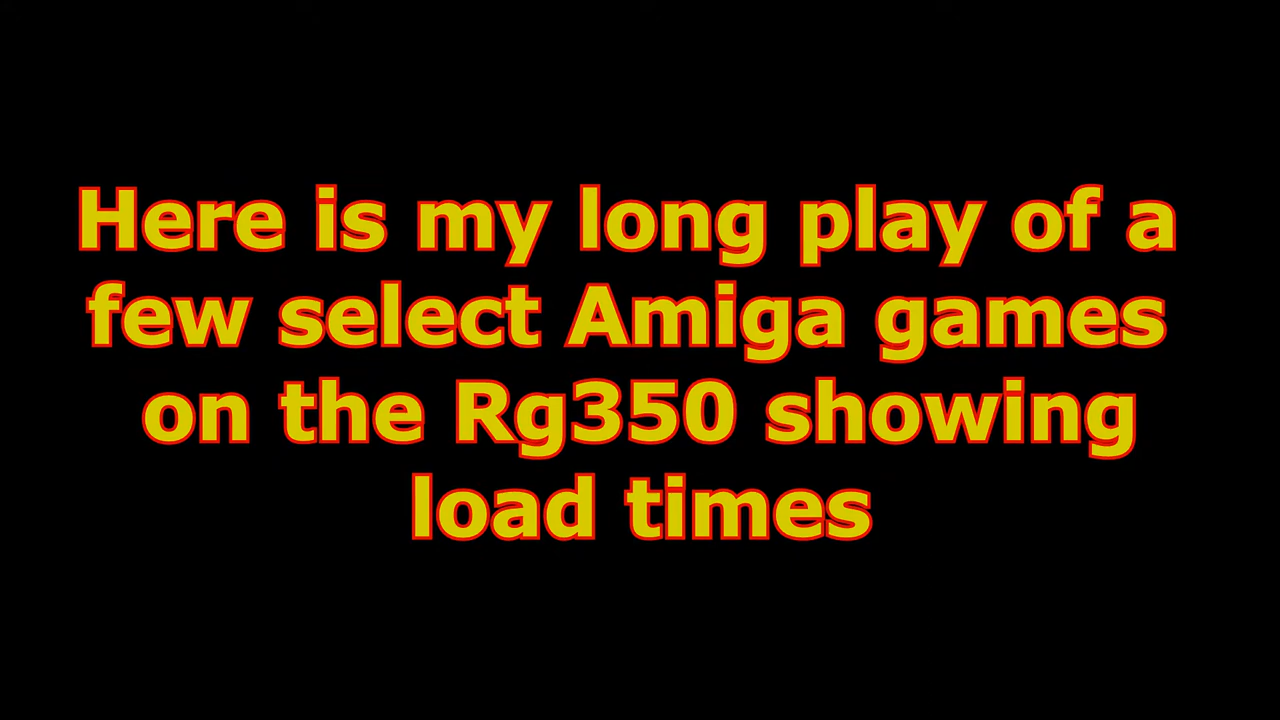 Here is my long play of a
few select Amiga games
on the Rg350 showing
load times